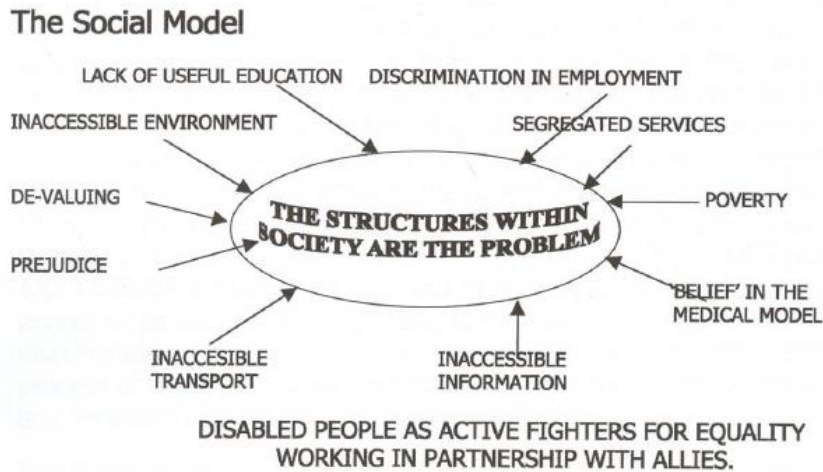 The Social Model
LACK OF USEFUL EDUCATION
DISCRIMINATION IN EMPLOYMENT
INACCESSIBLE ENVIRONMENT
SEGREGATED SERVICES
DE-VALUING
POVERTY
THE STRUCTURES WITHIN
SOCIETY ARE THE PROBLEM
PREJUDICE
'BELIEF' IN THE
MEDICAL MODEL
INACCESIBLE
TRANSPORT
INACCESSIBLE
INFORMATION
DISABLED PEOPLE AS ACTIVE FIGHTERS FOR EQUALITY
WORKING IN PARTNERSHIP WITH ALLIES.